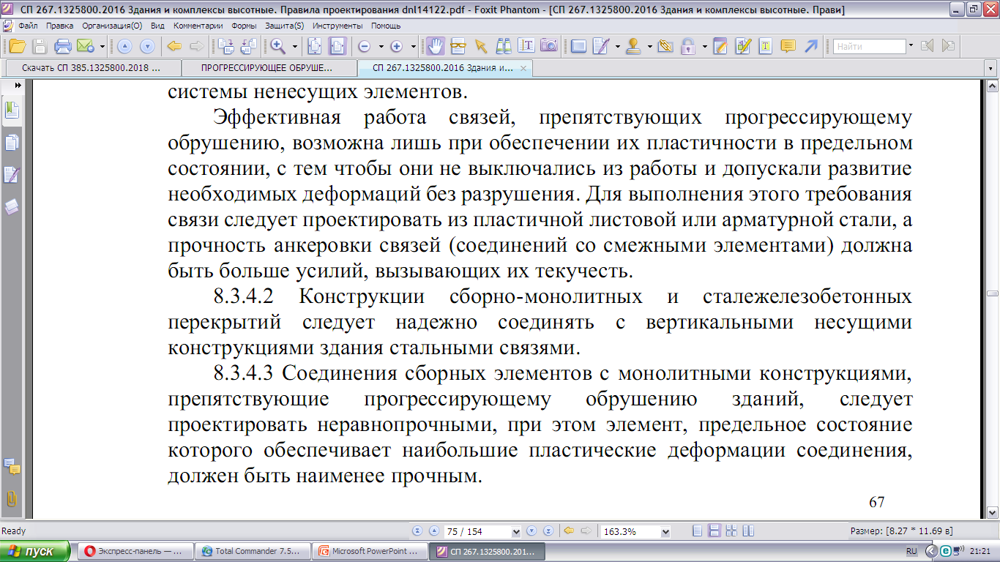 СП 267.1325800.2016 Здания и комплексы высотные. Правила проектирования dnl14122.pdf - Foxit Phantom - [СП 267.1325800.2016 Здания и комплексы высотные. Прави]
Файл Правка Организация(O) Вид Комментарии Формы Защита(S) Инструменты Помощь
Найти
Скачать СП 385.1325800.2018 ... ПРОГРЕССИРУЮЩЕЕ ОБРУШЕ... СП 267.1325800.2016 Здания и...
системы ненесущих элементов.
Эффективная работа связей, препятствующих прогрессирующему
обрушению, возможна лишь при обеспечении их пластичности в предельном
состоянии, с тем чтобы они не выключались из работы и допускали развитие
необходимых деформаций без разрушения. Для выполнения этого требования
связи следует проектировать из пластичной листовой или арматурной стали, а
прочность анкеровки связей (соединений со смежными элементами) должна
быть больше усилий, вызывающих их текучесть.
8.3.4.2 Конструкции сборно-монолитных и сталежелезобетонных
перекрытий следует надежно соединять с вертикальными несущими
конструкциями здания стальными связями.
8.3.4.3 Соединения сборных элементов с монолитными конструкциями,
препятствующие прогрессирующему обрушению зданий, следует
проектировать неравнопрочными, при этом элемент, предельное состояние
которого обеспечивает наибольшие пластические деформации соединения,
должен быть наименее прочным.
67
Ready 75 / 154 163.3% Размер: [8.27 * 11.69 в]
пуск Экспресс-панель — ... Total Commander 7.5... Microsoft PowerPoint ... СП 267.1325800.201... RU 21:21